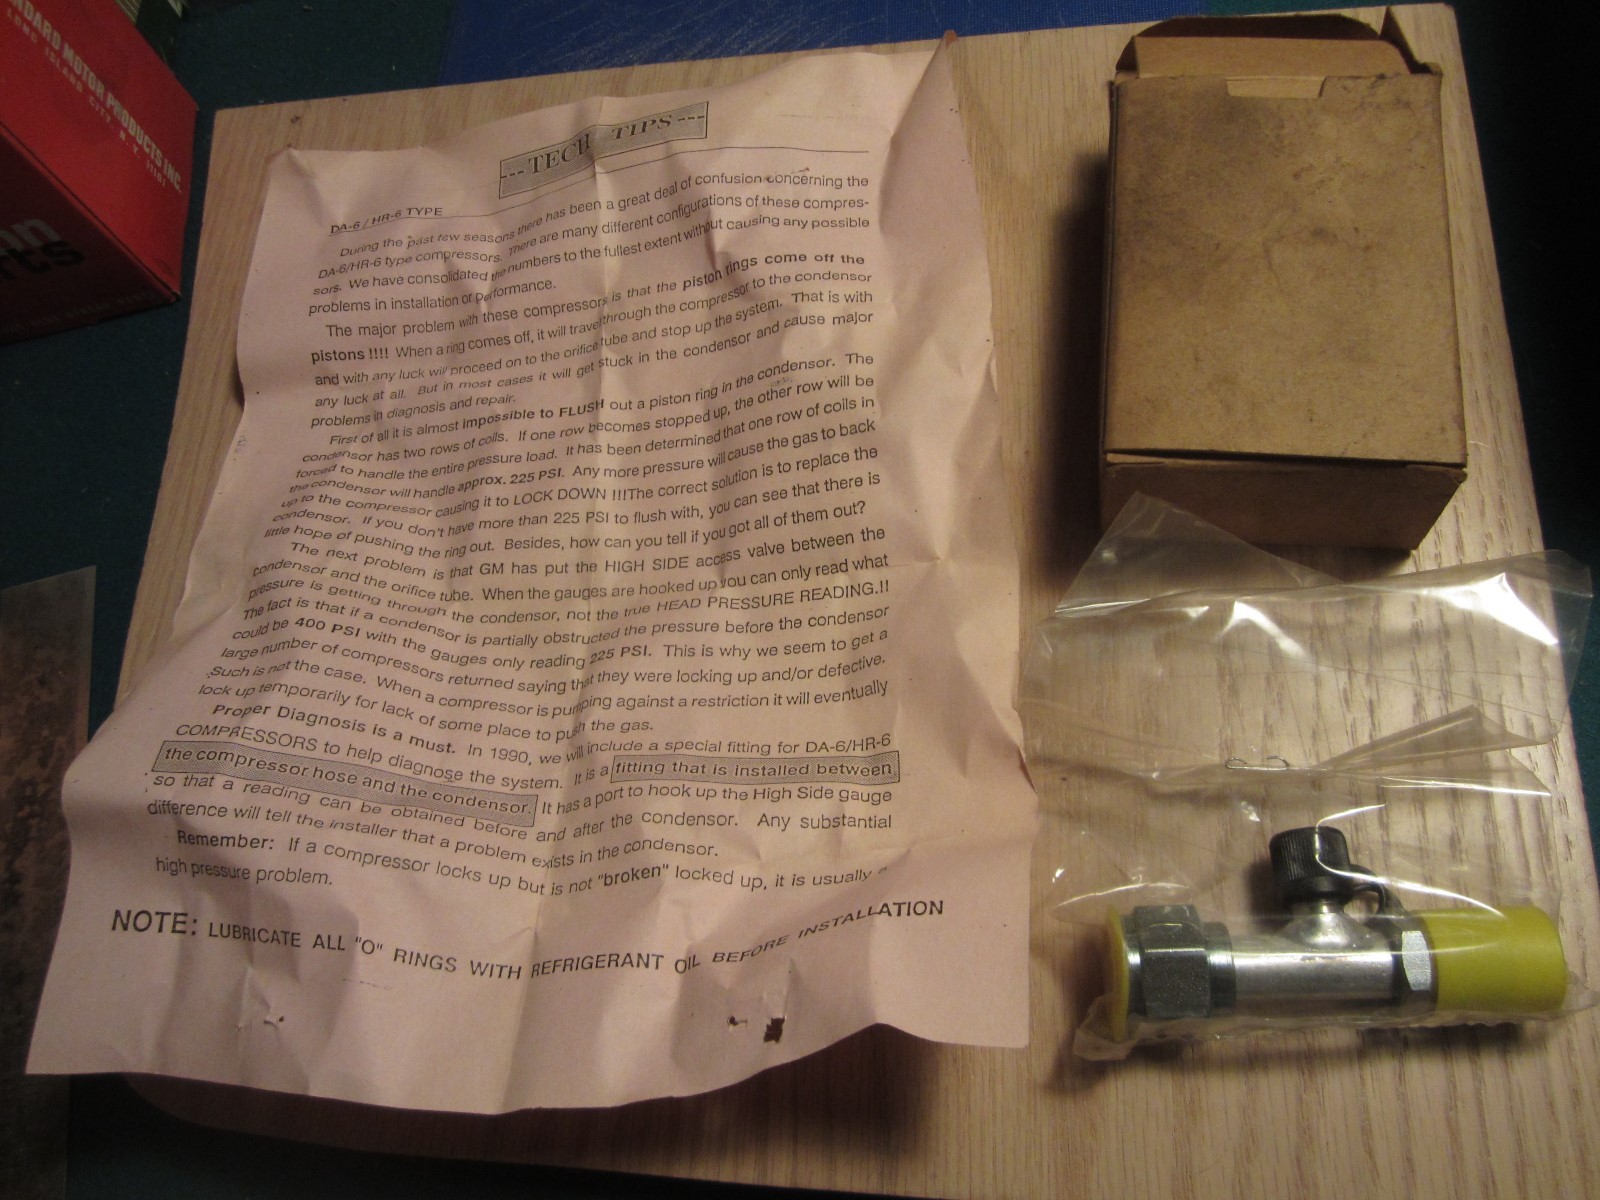 STANDARD MOTOR PRODUCTS INC.
LONG ISLAND CITY, N.Y. 11101
---TECH TIPS---
DA-6 / HR-6 TYPE
During the past few seasons there has been a great deal of confusion concerning the
DA-6/HR-6 type compressors. There are many different configurations of these compres-
sors. We have consolidated the numbers to the fullest extent without causing any possible
problems in installation or performance.
The major problem with these compressors is that the piston rings come off the
pistons !!!! When a ring comes off, it will travel through the compressor to the condensor
and with any luck will proceed on to the orifice tube and stop up the system. That is with
any luck at all. But in most cases it will get stuck in the condensor and cause major
problems in diagnosis and repair.
First of all it is almost impossible to FLUSH out a piston ring in the condensor. The
condensor has two rows of coils. If one row becomes stopped up, the other row will be
forced to handle the entire pressure load. It has been determined that one row of coils in
the condensor will handle approx. 225 PSI. Any more pressure will cause the gas to back
up to the compressor causing it to LOCK DOWN !!!The correct solution is to replace the
condensor. If you don't have more than 225 PSI to flush with, you can see that there is
little hope of pushing the ring out. Besides, how can you tell if you got all of them out?
The next problem is that GM has put the HIGH SIDE access valve between the
condensor and the orifice tube. When the gauges are hooked up you can only read what
pressure is getting through the condensor, not the true HEAD PRESSURE READING.!!
The fact is that if a condensor is partially obstructed the pressure before the condensor
could be 400 PSI with the gauges only reading 225 PSI. This is why we seem to get a
large number of compressors returned saying that they were locking up and/or defective.
Such is not the case. When a compressor is pumping against a restriction it will eventually
lock up temporarily for lack of some place to push the gas.
Proper Diagnosis is a must. In 1990, we will include a special fitting for DA-6/HR-6
COMPRESSORS to help diagnose the system. It is a fitting that is installed between
the compressor hose and the condensor. It has a port to hook up the High Side gauge
so that a reading can be obtained before and after the condensor. Any substantial
difference will tell the installer that a problem exists in the condensor.
Remember: If a compressor locks up but is not "broken" locked up, it is usually a
high pressure problem.
NOTE: LUBRICATE ALL "O" RINGS WITH REFRIGERANT OIL BEFORE INSTALLATION